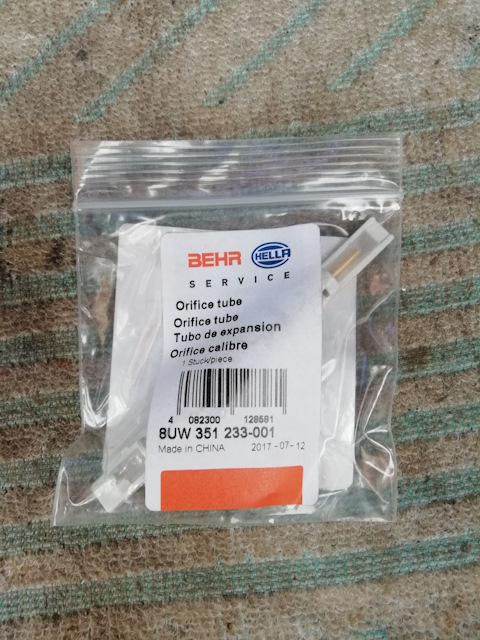 BEHR HELLA
SERVICE
Orifice tube
Orifice tube
Tubo de expansion
Orifice calibre
1 Stuck/piece
4 082300 128581
8UW 351 233-001
Made in CHINA 2017-07-12